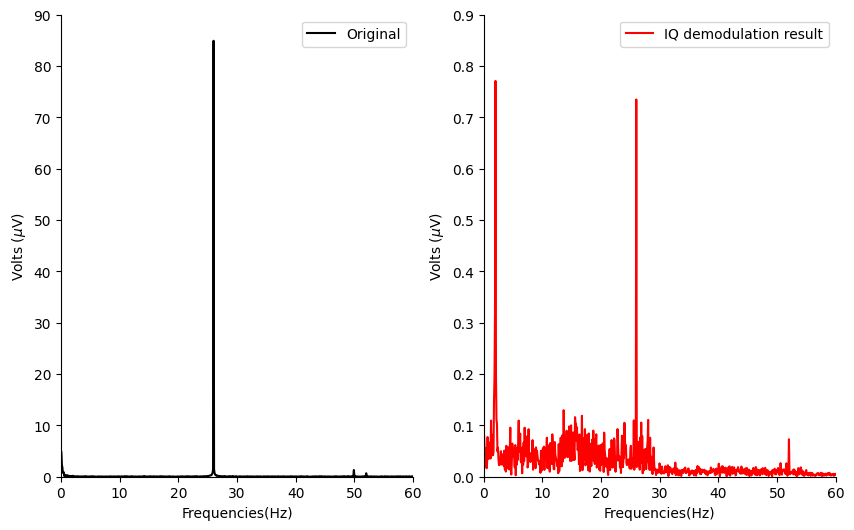 90
80
70
60
50
40
30
20
10
0
Volts (μV)
Original
0 10 20 30 40 50 60
Frequencies(Hz)
0.9
0.8
0.7
0.6
0.5
0.4
0.3
0.2
0.1
0.0
Volts (μV)
IQ demodulation result
0 10 20 30 40 50 60
Frequencies(Hz)